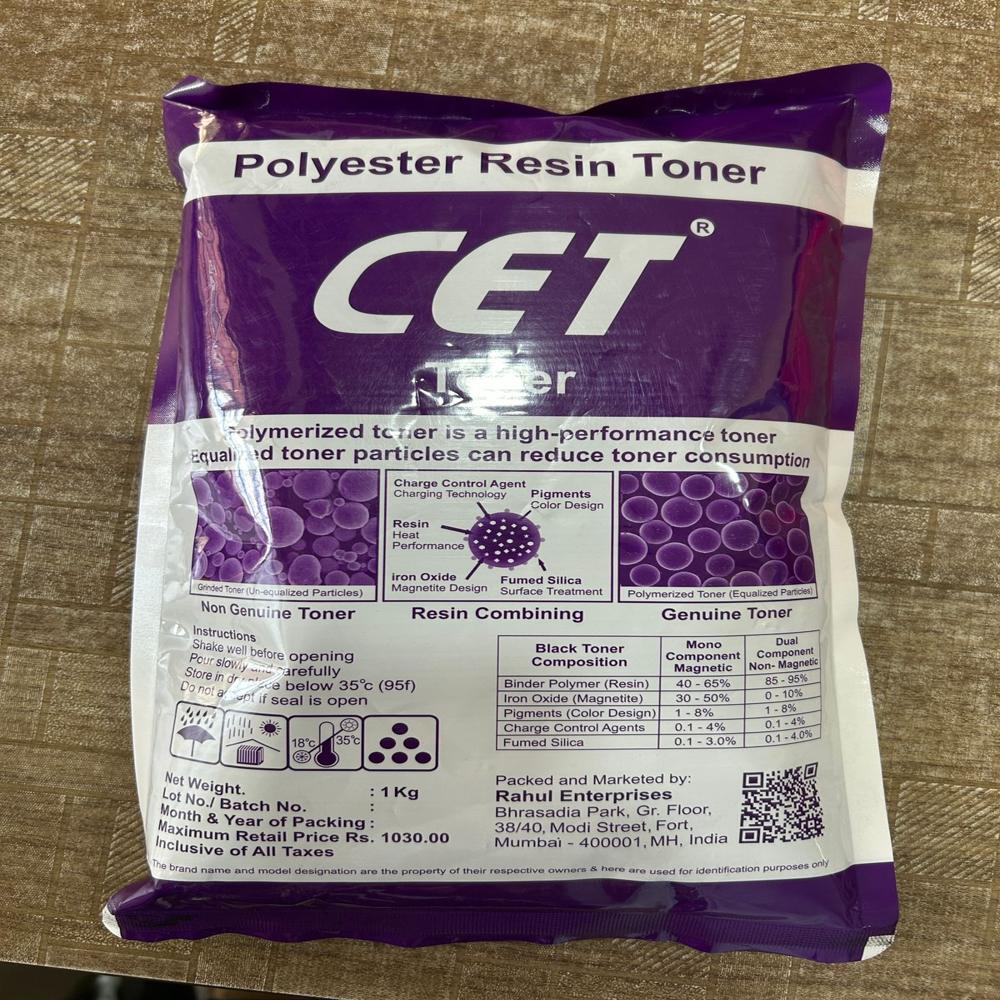 Polyester Resin Toner
CET®
Toner
Polymerized toner is a high-performance toner
Equalized toner particles can reduce toner consumption
Grinded Toner (Un-equalized Particles)
Non Genuine Toner
Charge Control Agent
Charging Technology
Pigments
Color Design
Resin
Heat
Performance
iron Oxide
Magnetite Design
Fumed Silica
Surface Treatment
Resin Combining
Polymerized Toner (Equalized Particles)
Genuine Toner
Instructions
Shake well before opening
Pour slowly and carefully
Store in dry place below 35°c (95f)
Do not accept if seal is open
18°c 35°c
Black Toner Composition Mono Component Magnetic Dual Component Non- Magnetic
Binder Polymer (Resin) 40 - 65% 85 - 95%
Iron Oxide (Magnetite) 30 - 50% 0 - 10%
Pigments (Color Design) 1 - 8% 1 - 8%
Charge Control Agents 0.1 - 4% 0.1 - 4%
Fumed Silica 0.1 - 3.0% 0.1 - 4.0%
Net Weight. : 1 Kg
Lot No./ Batch No. :
Month & Year of Packing :
Maximum Retail Price Rs. 1030.00
Inclusive of All Taxes
Packed and Marketed by:
Rahul Enterprises
Bhrasadia Park, Gr. Floor,
38/40, Modi Street, Fort,
Mumbai - 400001, MH, India
The brand name and model designation are the property of their respective owners & here are used for identification purposes only